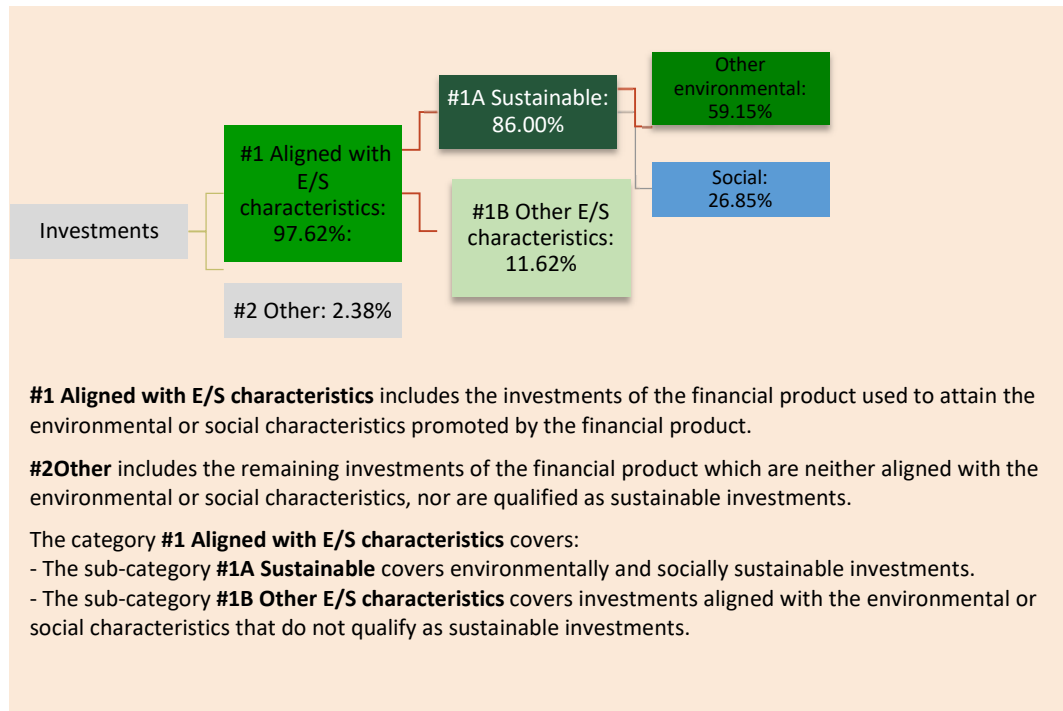 Investments
#1 Aligned with
E/S
characteristics:
97.62%:
#2 Other: 2.38%
#1A Sustainable:
86.00%
#1B Other E/S
characteristics:
11.62%
Other
environmental:
59.15%
Social:
26.85%
#1 Aligned with E/S characteristics includes the investments of the financial product used to attain the
environmental or social characteristics promoted by the financial product.
#2Other includes the remaining investments of the financial product which are neither aligned with the
environmental or social characteristics, nor are qualified as sustainable investments.
The category #1 Aligned with E/S characteristics covers:
- The sub-category #1A Sustainable covers environmentally and socially sustainable investments.
- The sub-category #1B Other E/S characteristics covers investments aligned with the environmental or
social characteristics that do not qualify as sustainable investments.